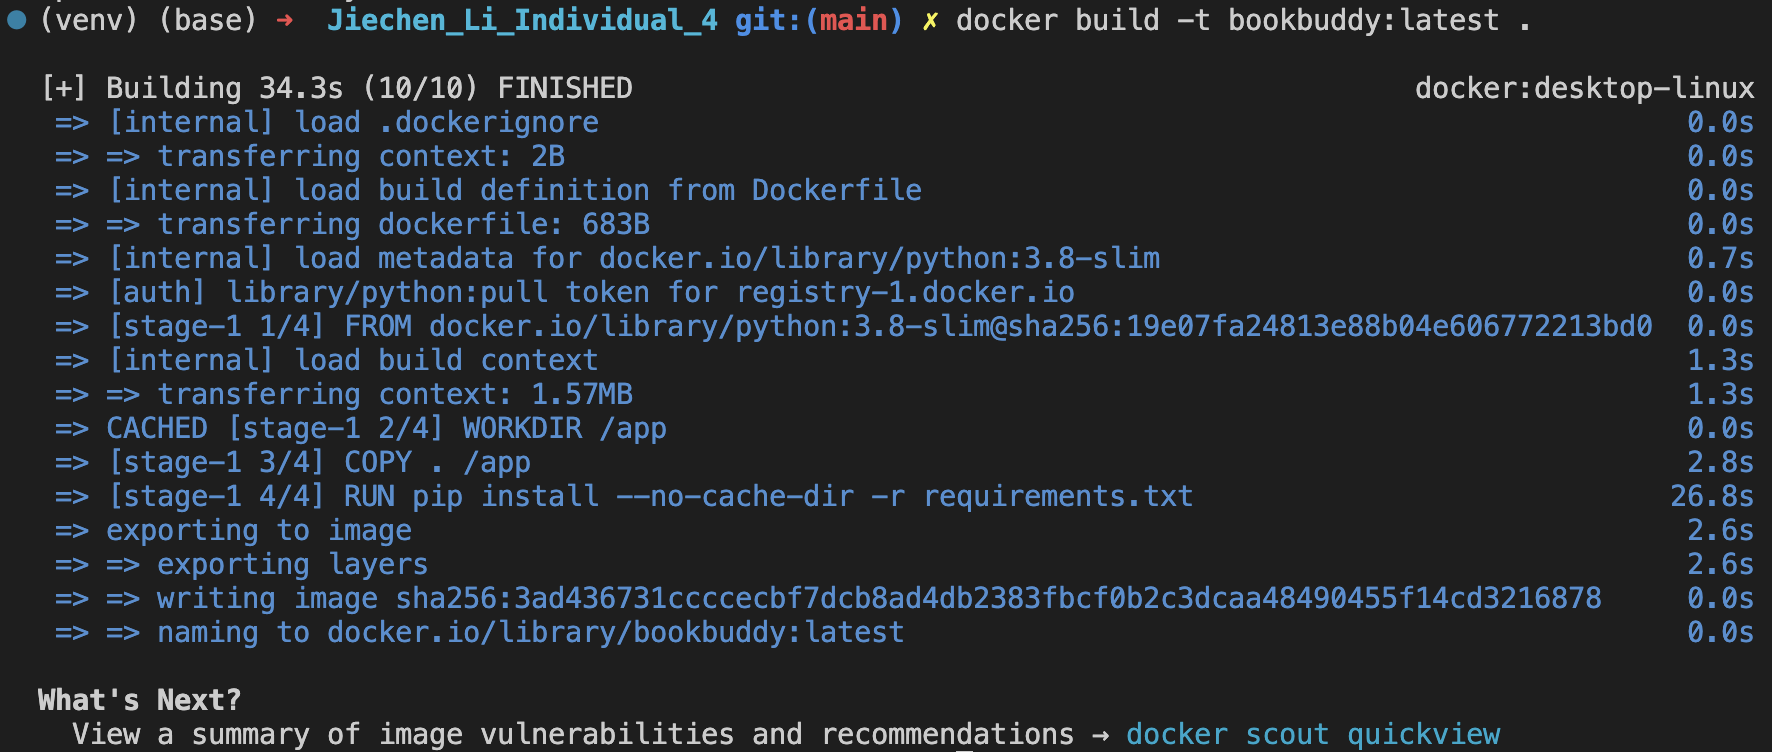 (venv) (base) ➜ Jiechen_Li_Individual_4 git:(main) ✗ docker build -t bookbuddy:latest .
[+] Building 34.3s (10/10) FINISHED docker:desktop-linux
=> [internal] load .dockerignore 0.0s
=> => transferring context: 2B 0.0s
=> [internal] load build definition from Dockerfile 0.0s
=> => transferring dockerfile: 683B 0.0s
=> [internal] load metadata for docker.io/library/python:3.8-slim 0.7s
=> [auth] library/python:pull token for registry-1.docker.io 0.0s
=> [stage-1 1/4] FROM docker.io/library/python:3.8-slim@sha256:19e07fa24813e88b04e606772213bd0 0.0s
=> [internal] load build context 1.3s
=> => transferring context: 1.57MB 1.3s
=> CACHED [stage-1 2/4] WORKDIR /app 0.0s
=> [stage-1 3/4] COPY . /app 2.8s
=> [stage-1 4/4] RUN pip install --no-cache-dir -r requirements.txt 26.8s
=> exporting to image 2.6s
=> => exporting layers 2.6s
=> => writing image sha256:3ad436731ccccecbf7dcb8ad4db2383fbcf0b2c3dcaa48490455f14cd3216878 0.0s
=> => naming to docker.io/library/bookbuddy:latest 0.0s
What's Next?
View a summary of image vulnerabilities and recommendations → docker scout quickview